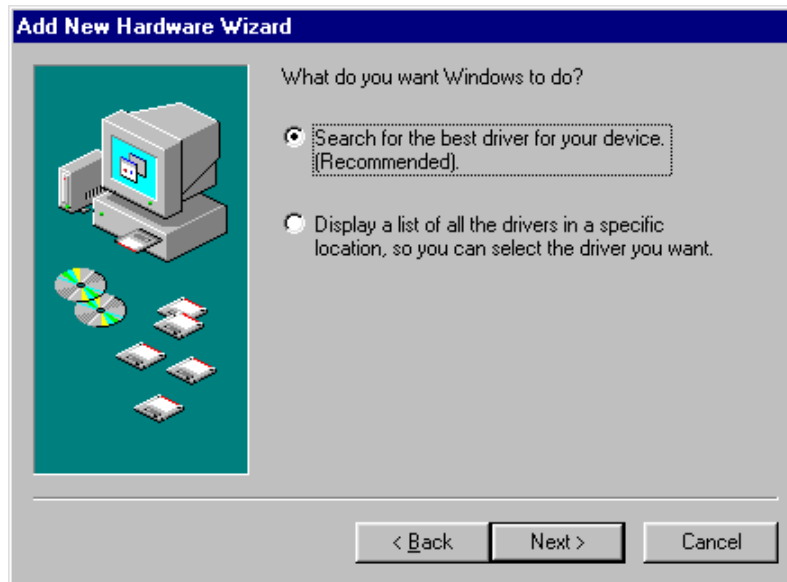 Add New Hardware Wizard
What do you want Windows to do?
Search for the best driver for your device.
(Recommended).
Display a list of all the drivers in a specific
location, so you can select the driver you want.
< Back
Next >
Cancel